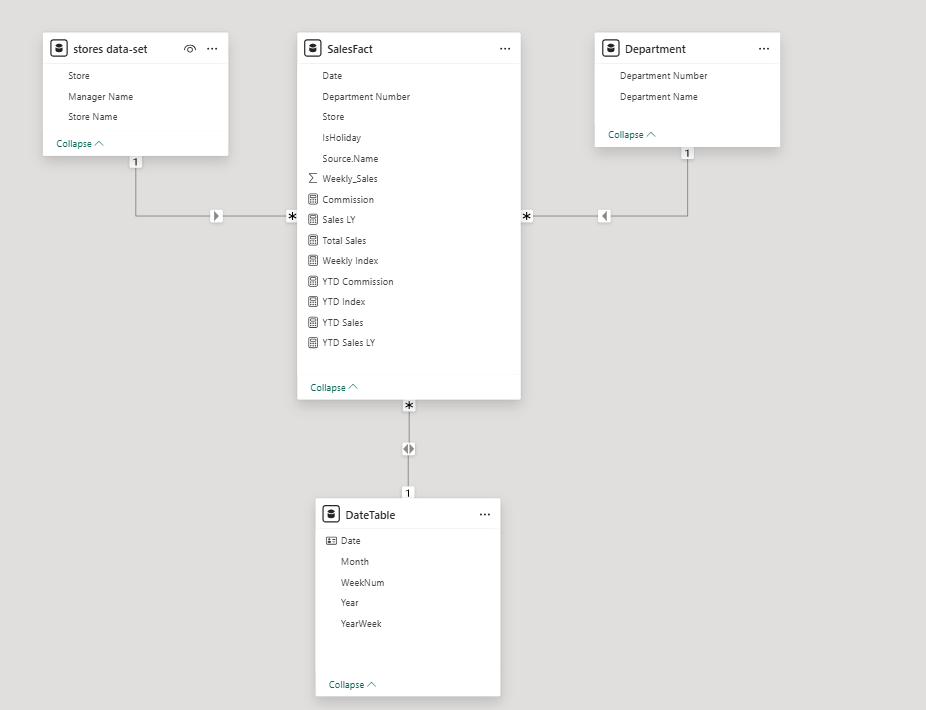 stores data-set
Store
Manager Name
Store Name
Collapse
1
SalesFact
Date
Department Number
Store
IsHoliday
Source.Name
Weekly_Sales
Commission
Sales LY
Total Sales
Weekly Index
YTD Commission
YTD Index
YTD Sales
YTD Sales LY
Collapse
*
*
*
Department
Department Number
Department Name
Collapse
1
1
DateTable
Date
Month
WeekNum
Year
YearWeek
Collapse